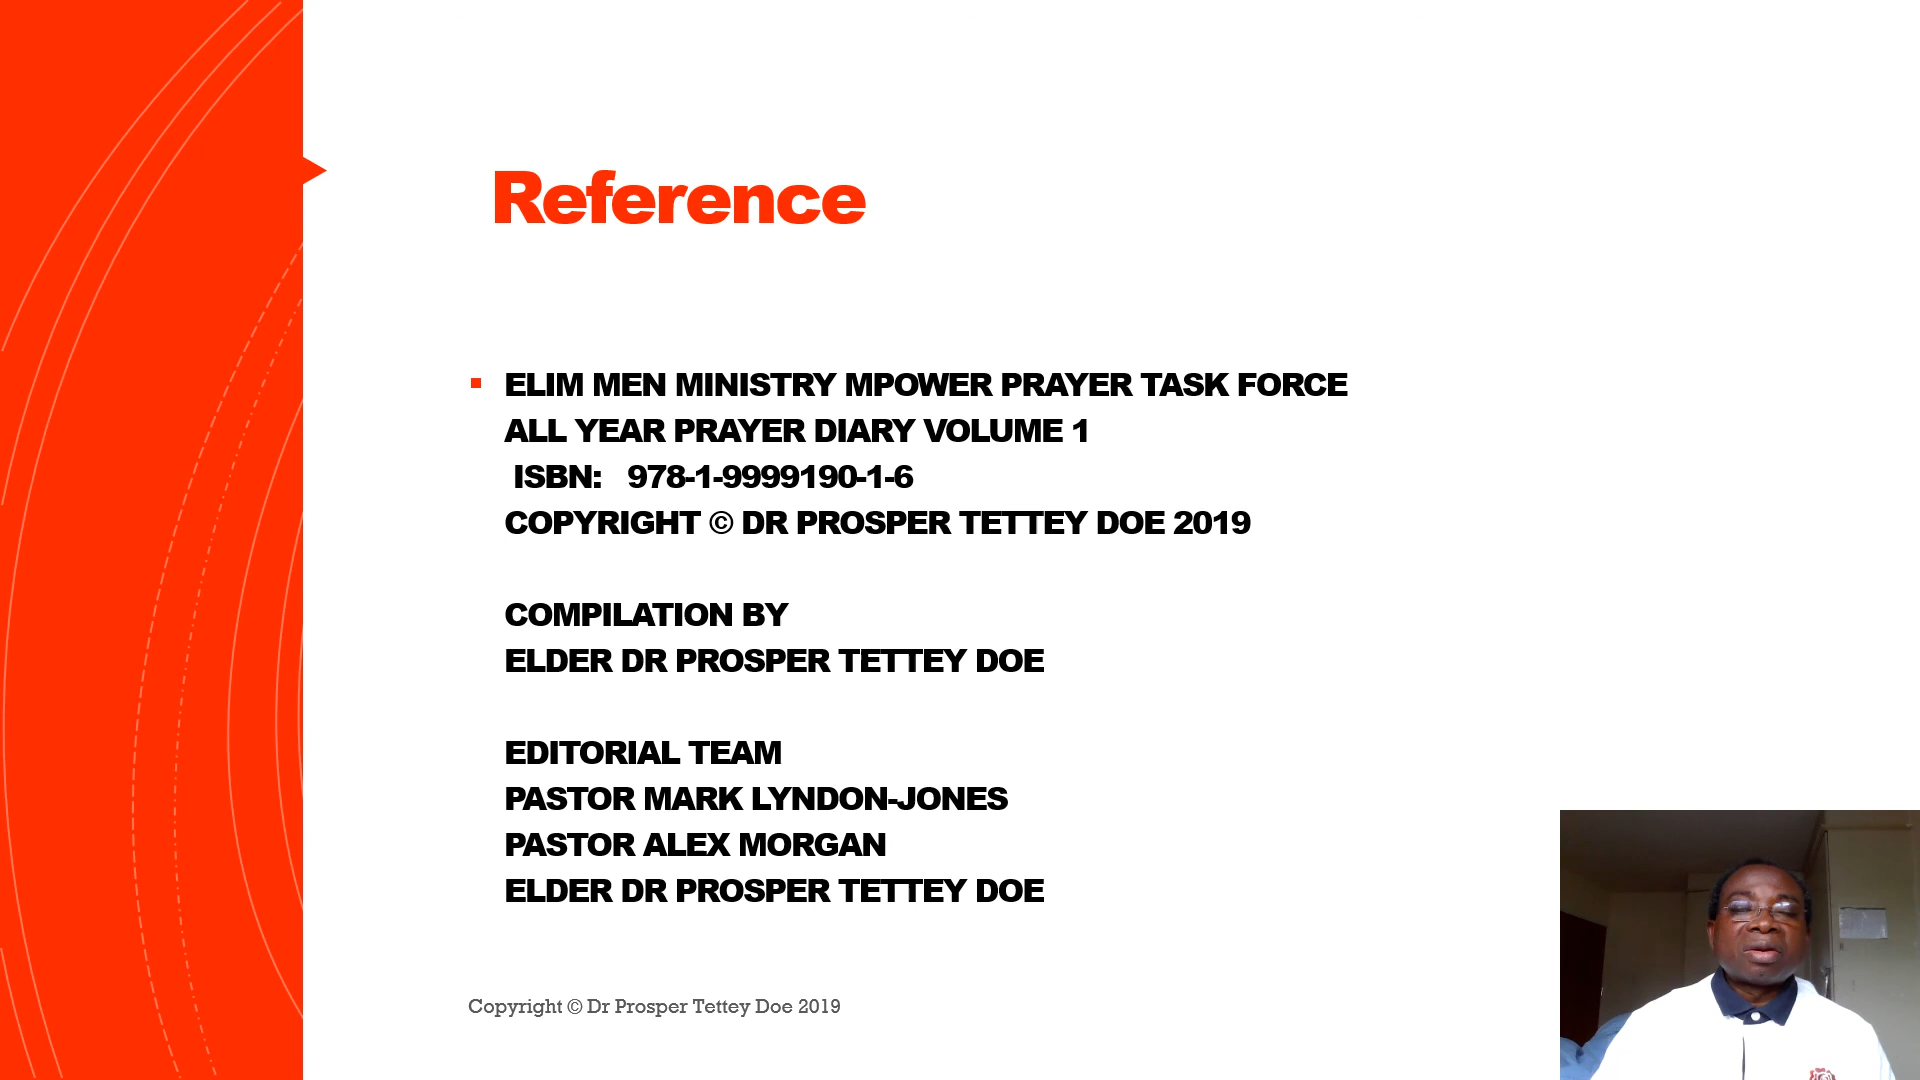 Reference
ELIM MEN MINISTRY MPOWER PRAYER TASK FORCE
ALL YEAR PRAYER DIARY VOLUME 1
ISBN: 978-1-9999190-1-6
COPYRIGHT © DR PROSPER TETTEY DOE 2019
COMPILATION BY
ELDER DR PROSPER TETTEY DOE
EDITORIAL TEAM
PASTOR MARK LYNDON-JONES
PASTOR ALEX MORGAN
ELDER DR PROSPER TETTEY DOE
Copyright © Dr Prosper Tettey Doe 2019